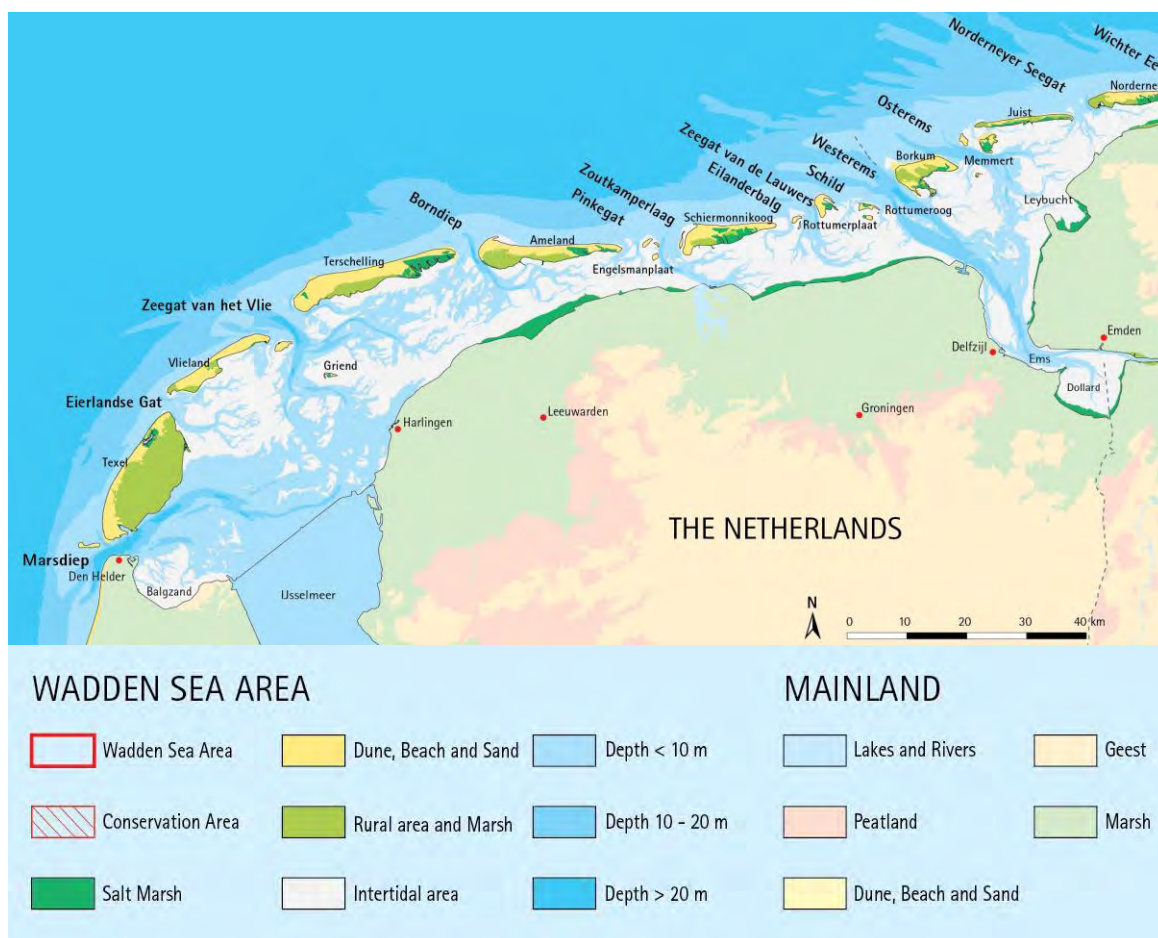 Wichter Ee
Norderneyer Seegat
Norderne
Juist
Osterems
Memmert
Borkum
Westerems
Schild
Zeegat van de Lauwers
Eilanderbalg
Rottumeroog
Rottumerplaat
Leybucht
Zoutkamperlaag
Pinkegat
Schiermonnikoog
Engelsmanplaat
Borndiep
Ameland
Terschelling
Zeegat van het Vlie
Vlieland
Griend
Eierlandse Gat
Texel
Harlingen
Leeuwarden
Groningen
Delfzijl
Ems
Emden
Dollard
Marsdiep
Den Helder
Balgzand
IJsselmeer
THE NETHERLANDS
N
0 10 20 30 40 km
WADDEN SEA AREA
Wadden Sea Area
Conservation Area
Salt Marsh
Dune, Beach and Sand
Rural area and Marsh
Intertidal area
Depth < 10 m
Depth 10 - 20 m
Depth > 20 m
MAINLAND
Lakes and Rivers
Peatland
Dune, Beach and Sand
Geest
Marsh